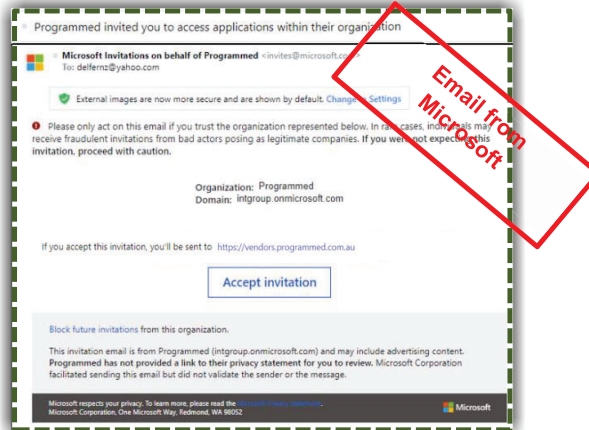 Programmed invited you to access applications within their organization
Microsoft Invitations on behalf of Programmed <invites@microsoft.com>
To: delfernz@yahoo.com
External images are now more secure and are shown by default. Change in Settings
Please only act on this email if you trust the organization represented below. In rare cases, individuals may
receive fraudulent invitations from bad actors posing as legitimate companies. If you were not expecting this
invitation, proceed with caution.
Email from
Microsoft
Organization: Programmed
Domain: intgroup.onmicrosoft.com
If you accept this invitation, you'll be sent to https://vendors.programmed.com.au
Accept invitation
Block future invitations from this organization.
This invitation email is from Programmed (intgroup.onmicrosoft.com) and may include advertising content.
Programmed has not provided a link to their privacy statement for you to review. Microsoft Corporation
facilitated sending this email but did not validate the sender or the message.
Microsoft respects your privacy. To learn more, please read the
Microsoft Corporation, One Microsoft Way, Redmond, WA 98052
Microsoft